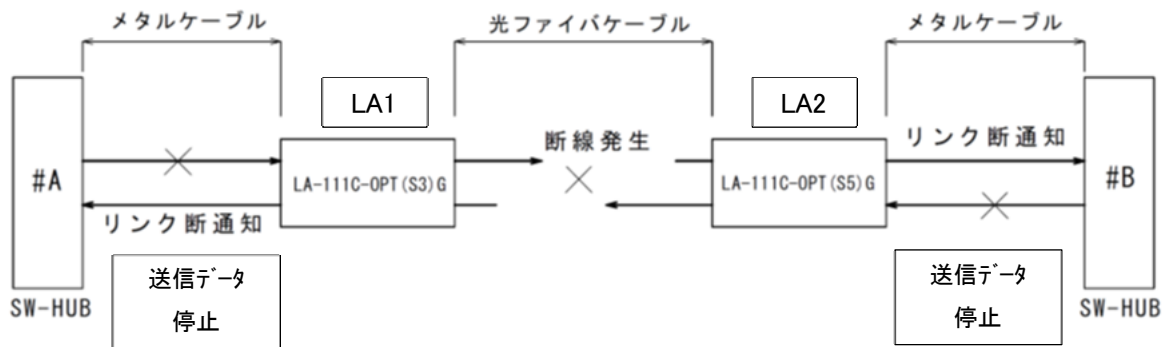 メタルケーブル
光ファイバケーブル
メタルケーブル
LA1
LA2
断線発生
リンク断通知
#A
LA-111C-OPT(S3)G
LA-111C-OPT(S5)G
#B
リンク断通知
送信ﾃﾞｰﾀ
停止
送信ﾃﾞｰﾀ
停止
SW-HUB
SW-HUB